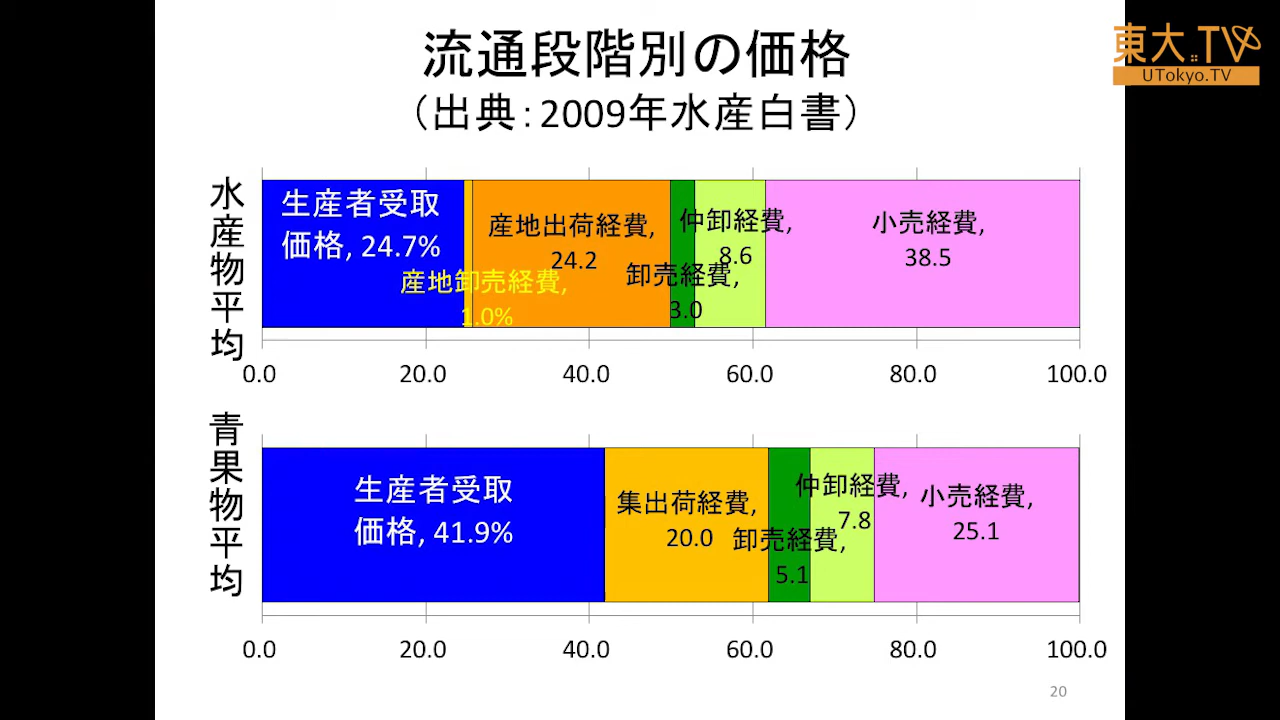 流通段階別の価格
（出典：2009年水産白書）
東大.TV
UTokyo.TV
水産物平均
生産者受取
価格, 24.7%
産地卸売経費,
1.0%
産地出荷経費,
24.2
卸売経費,
3.0
仲卸経費,
8.6
小売経費,
38.5
0.0 20.0 40.0 60.0 80.0 100.0
青果物平均
生産者受取
価格, 41.9%
集出荷経費,
20.0
卸売経費,
5.1
仲卸経費,
7.8
小売経費,
25.1
0.0 20.0 40.0 60.0 80.0 100.0
20